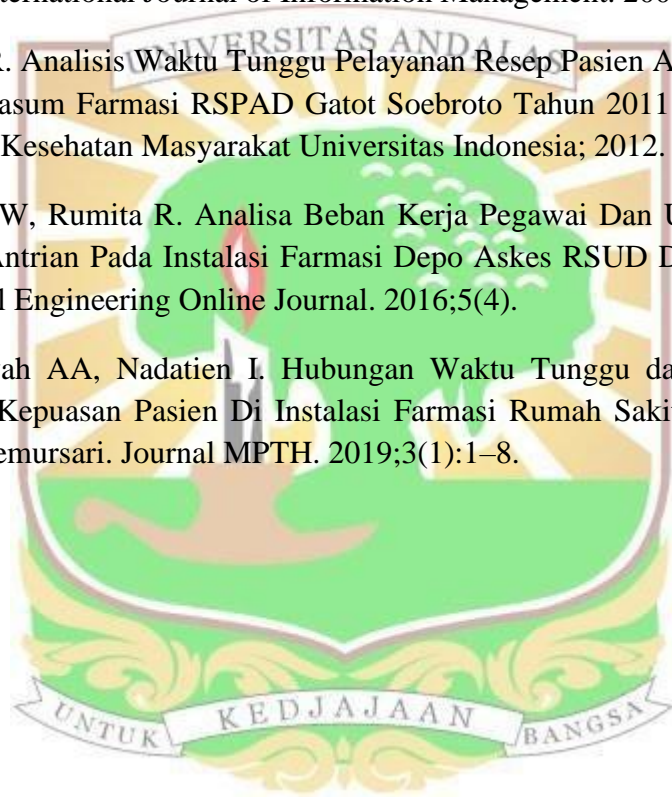 ternational Journal of Information Management. 200
UNIVERSITAS ANDALAS
R. Analisis Waktu Tunggu Pelayanan Resep Pasien A
asum Farmasi RSPAD Gatot Soebroto Tahun 2011
Kesehatan Masyarakat Universitas Indonesia; 2012.
W, Rumita R. Analisa Beban Kerja Pegawai Dan U
Antrian Pada Instalasi Farmasi Depo Askes RSUD D
l Engineering Online Journal. 2016;5(4).
ah AA, Nadatien I. Hubungan Waktu Tunggu da
Kepuasan Pasien Di Instalasi Farmasi Rumah Saki
emursari. Journal MPTH. 2019;3(1):1–8.
UNTUK KEDJAJAAN BANGSA